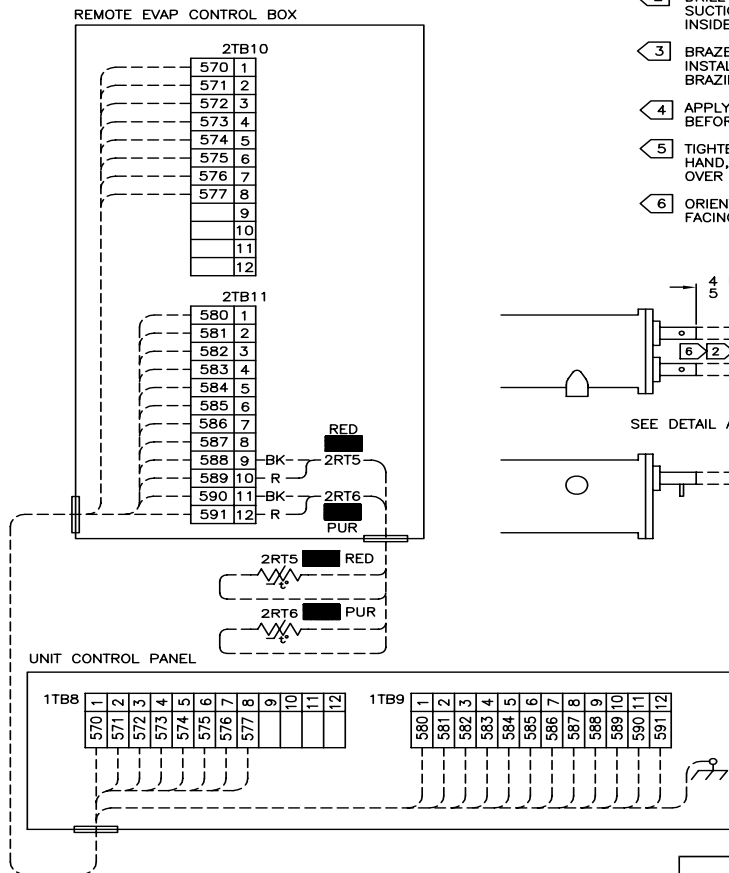 REMOTE EVAP CONTROL BOX
2TB10
570 1
571 2
572 3
573 4
574 5
575 6
576 7
577 8
9
10
11
12
2TB11
580 1
581 2
582 3
583 4
584 5
585 6
586 7
587 8
588 9 BK 2RT5
589 10 R
590 11 BK 2RT6
591 12 R
RED
PUR
2RT5 RED
t°
2RT6 PUR
t°
SUCTIO
INSIDE
3 BRAZE
INSTAL
BRAZI
4 APPLY
BEFOR
5 TIGHTE
HAND,
OVER
6 ORIEN
FACING
4
5
6 2
SEE DETAIL A
UNIT CONTROL PANEL
1TB8
1 2 3 4 5 6 7 8 9 10 11 12
570 571 572 573 574 575 576 577
1TB9
1 2 3 4 5 6 7 8 9 10 11 12
580 581 582 583 584 585 586 587 588 589 590 591